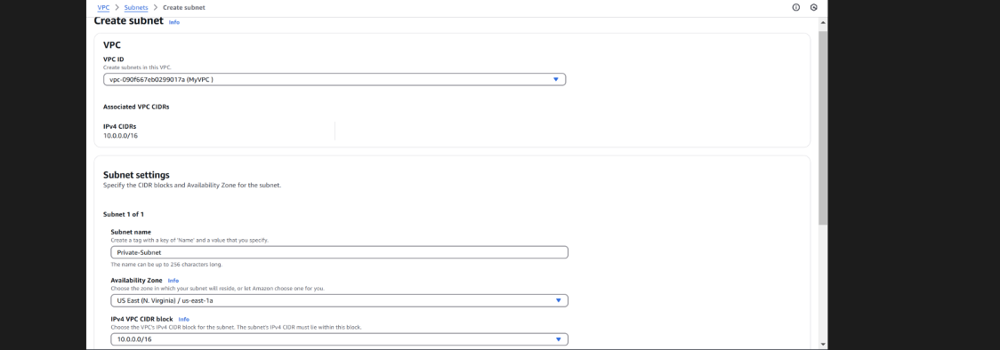 VPC > Subnets > Create subnet
Create subnet Info
VPC
VPC ID
Create subnets in this VPC.
vpc-090f667eb0299017a (MyVPC )
Associated VPC CIDRs
IPv4 CIDRs
10.0.0.0/16
Subnet settings
Specify the CIDR blocks and Availability Zone for the subnet.
Subnet 1 of 1
Subnet name
Create a tag with a key of 'Name' and a value that you specify.
Private-Subnet
The name can be up to 256 characters long.
Availability Zone Info
Choose the zone in which your subnet will reside, or let Amazon choose one for you.
US East (N. Virginia) / us-east-1a
IPv4 VPC CIDR block Info
Choose the VPC's IPv4 CIDR block for the subnet. The subnet's IPv4 CIDR must lie within this block.
10.0.0.0/16